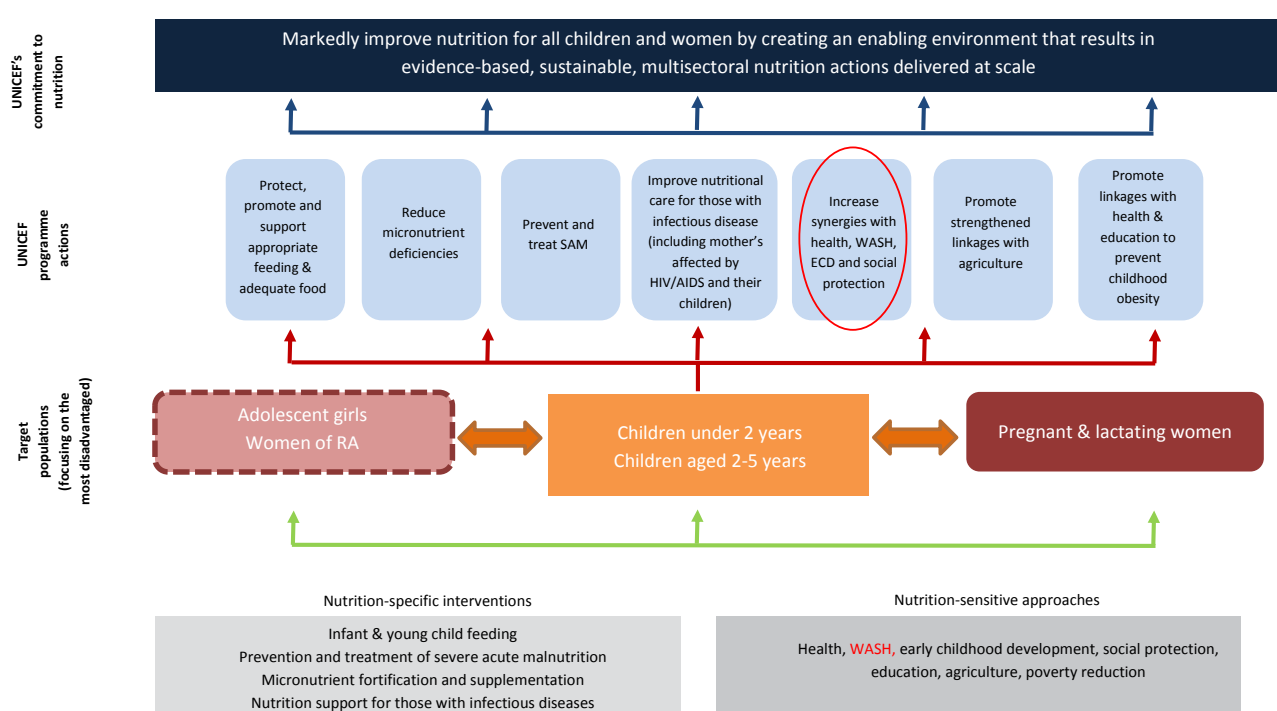 UNICEF's
commitment to
nutrition
Markedly improve nutrition for all children and women by creating an enabling environment that results in
evidence-based, sustainable, multisectoral nutrition actions delivered at scale
UNICEF
programme
actions
Protect,
promote and
support
appropriate
feeding &
adequate food
Reduce
micronutrient
deficiencies
Prevent and
treat SAM
Improve nutritional
care for those with
infectious disease
(including mother's
affected by
HIV/AIDS and their
children)
Increase
synergies with
health, WASH,
ECD and social
protection
Promote
strengthened
linkages with
agriculture
Promote
linkages with
health &
education to
prevent
childhood
obesity
Target
populations
(focusing on the
most disadvantaged)
Adolescent girls
Women of RA
Children under 2 years
Children aged 2-5 years
Pregnant & lactating women
Nutrition-specific interventions
Infant & young child feeding
Prevention and treatment of severe acute malnutrition
Micronutrient fortification and supplementation
Nutrition support for those with infectious diseases
Nutrition-sensitive approaches
Health, WASH, early childhood development, social protection,
education, agriculture, poverty reduction